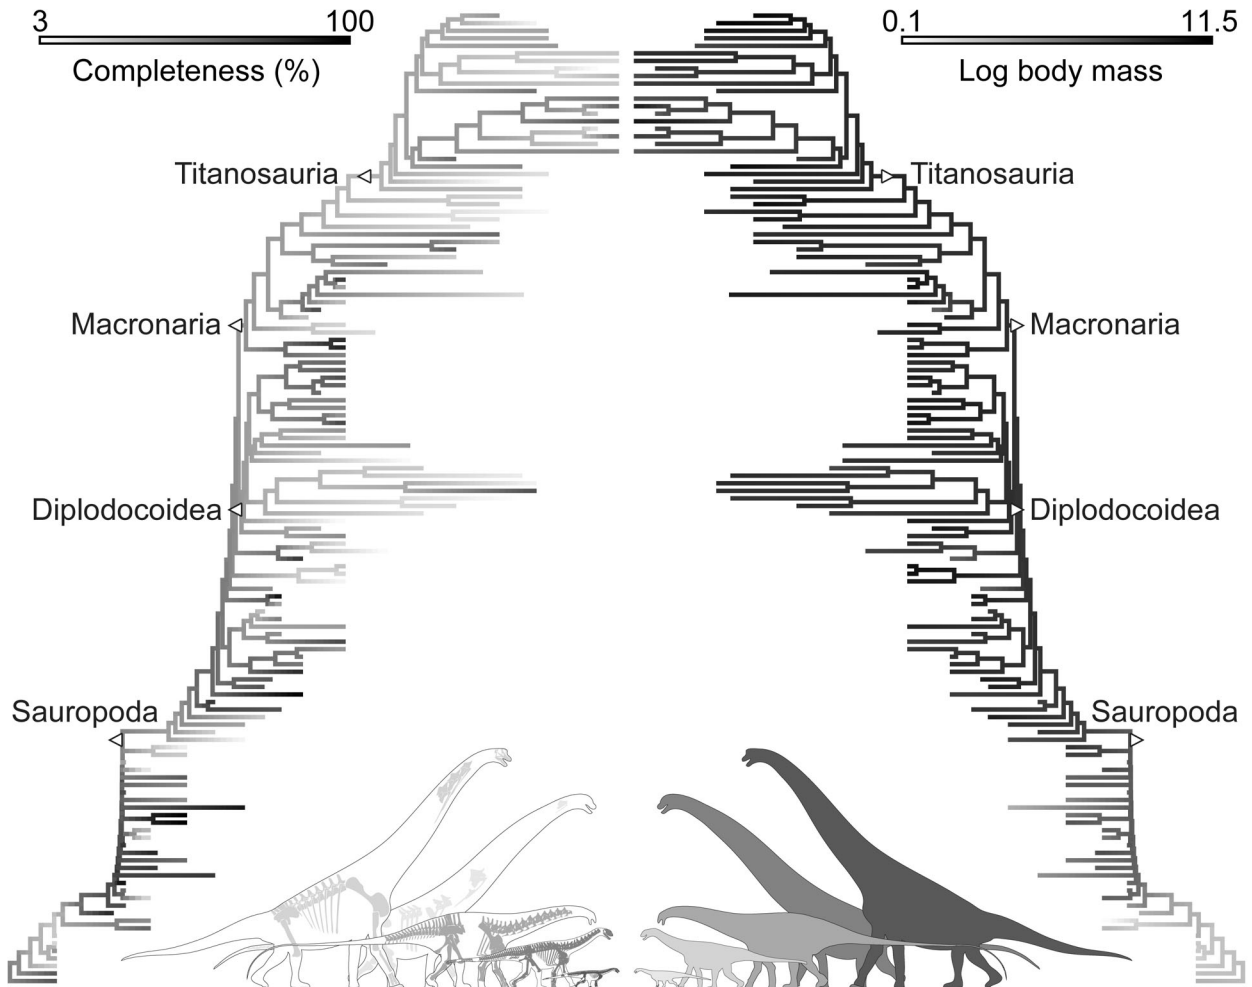 3 100
Completeness (%)
0.1 11.5
Log body mass
Titanosauria
Titanosauria
Macronaria
Macronaria
Diplodocoidea
Diplodocoidea
Sauropoda
Sauropoda